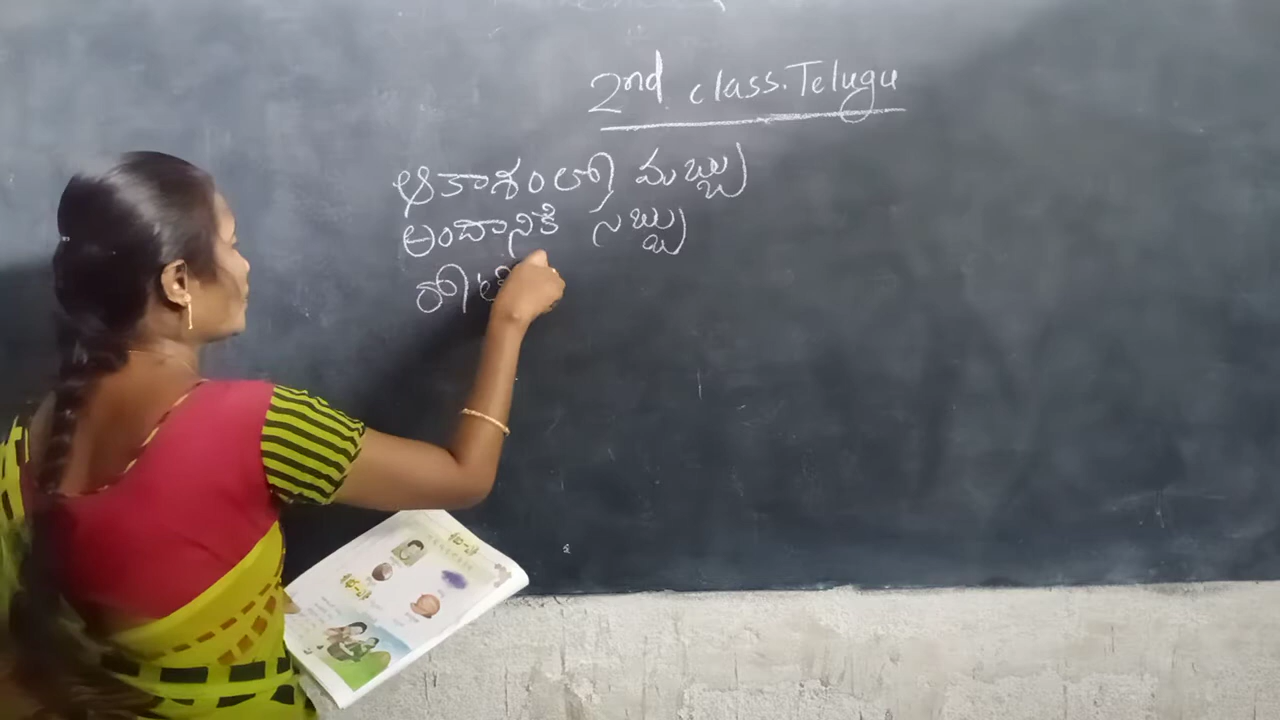 2nd class. Telugu
ఆకాశంలో మబ్బు
అందానికి సబ్బు